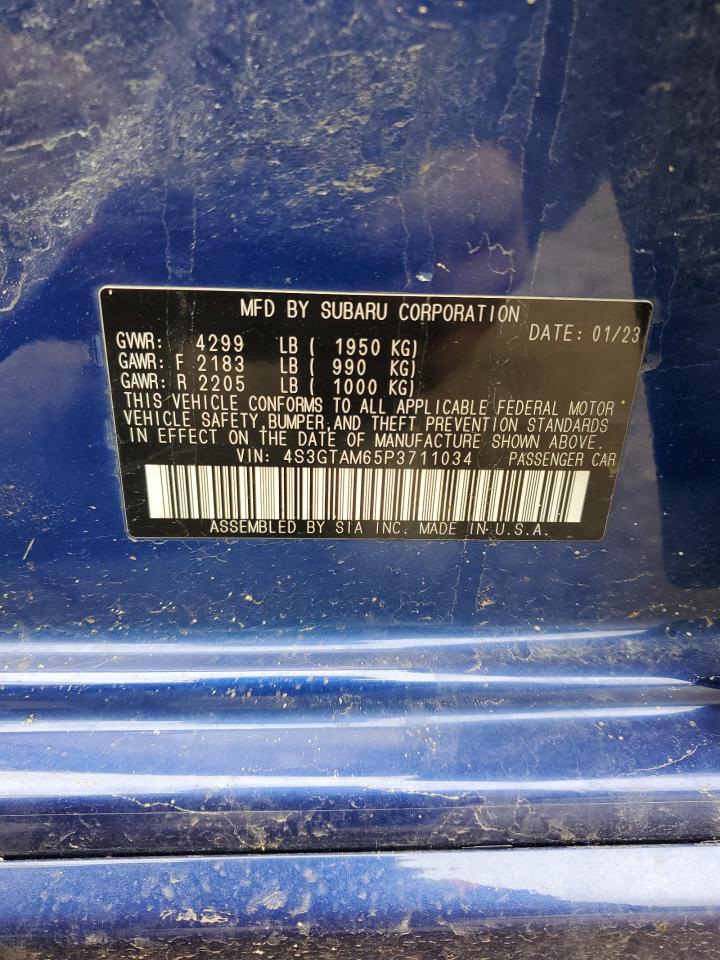 MFD BY SUBARU CORPORATION
DATE: 01/23
GVWR: 4299 LB ( 1950 KG)
GAWR: F 2183 LB ( 990 KG)
GAWR: R 2205 LB ( 1000 KG)
THIS VEHICLE CONFORMS TO ALL APPLICABLE FEDERAL MOTOR
VEHICLE SAFETY,BUMPER,AND THEFT PREVENTION STANDARDS
IN EFFECT ON THE DATE OF MANUFACTURE SHOWN ABOVE.
VIN: 4S3GTAM65P3711034 PASSENGER CAR
ASSEMBLED BY SIA INC. MADE IN U.S.A.